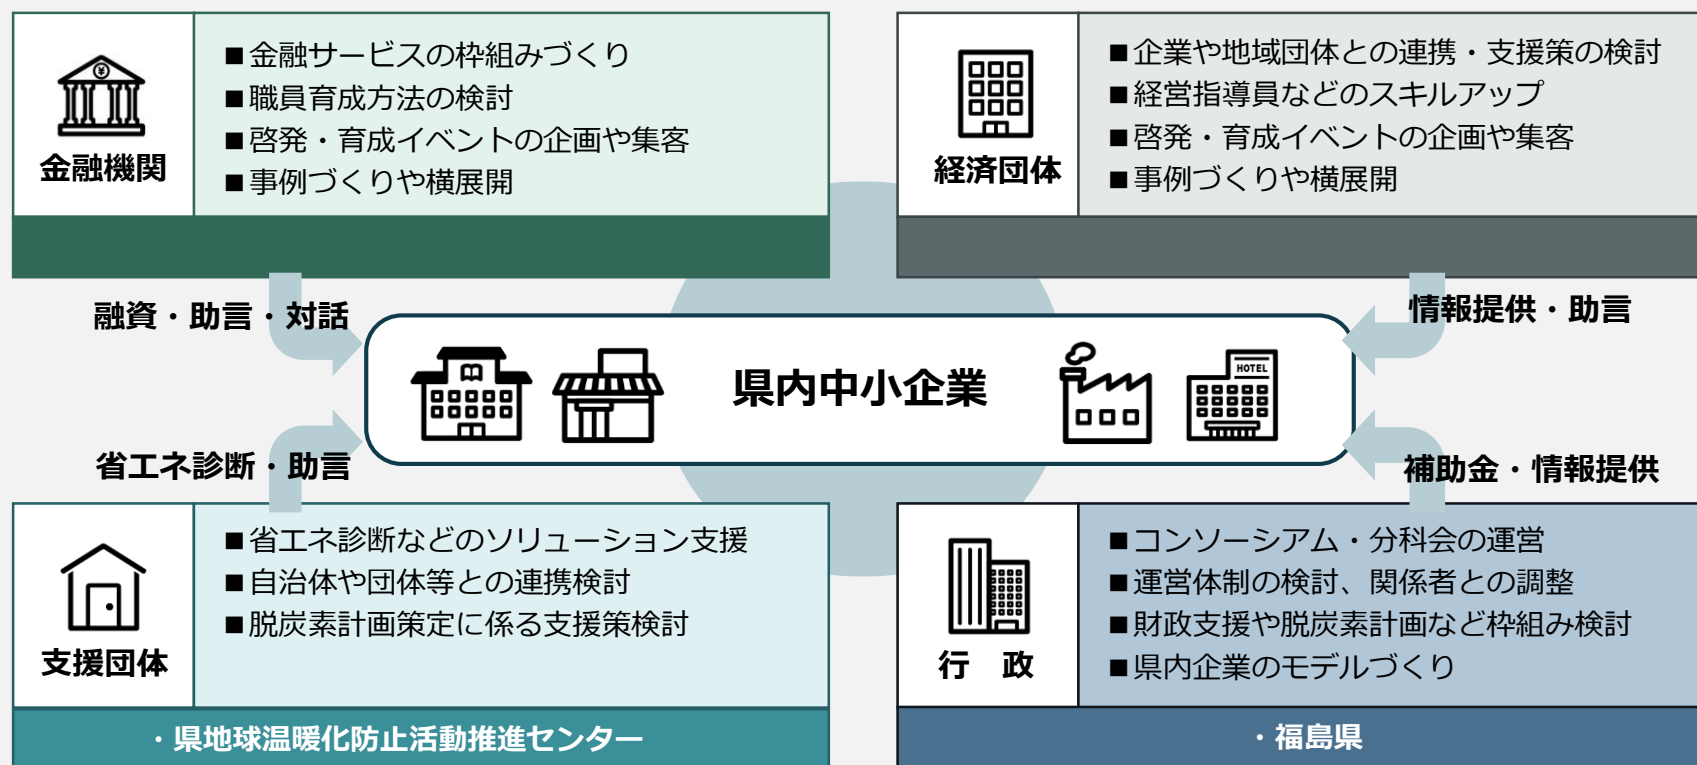 金融機関
■金融サービスの枠組みづくり
■職員育成方法の検討
■啓発・育成イベントの企画や集客
■事例づくりや横展開
経済団体
■企業や地域団体との連携・支援策の検討
■経営指導員などのスキルアップ
■啓発・育成イベントの企画や集客
■事例づくりや横展開
融資・助言・対話
情報提供・助言
県内中小企業
HOTEL
省エネ診断・助言
補助金・情報提供
支援団体
■省エネ診断などのソリューション支援
■自治体や団体等との連携検討
■脱炭素計画策定に係る支援策検討
・県地球温暖化防止活動推進センター
行　政
■コンソーシアム・分科会の運営
■運営体制の検討、関係者との調整
■財政支援や脱炭素計画など枠組み検討
■県内企業のモデルづくり
・福島県